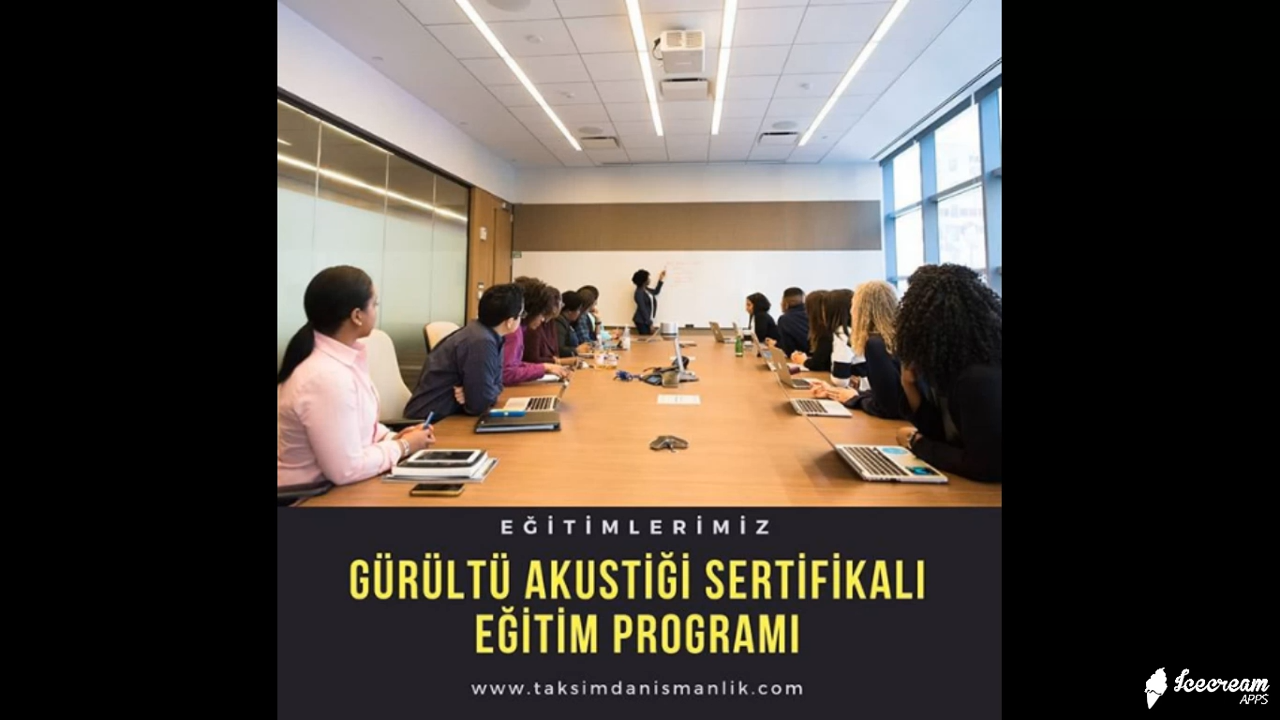 EĞİTİMLERİMİZ
GÜRÜLTÜ AKUSTİĞİ SERTİFİKALI
EĞİTİM PROGRAMI
www.taksimdanismanlik.com
Icecream
APPS